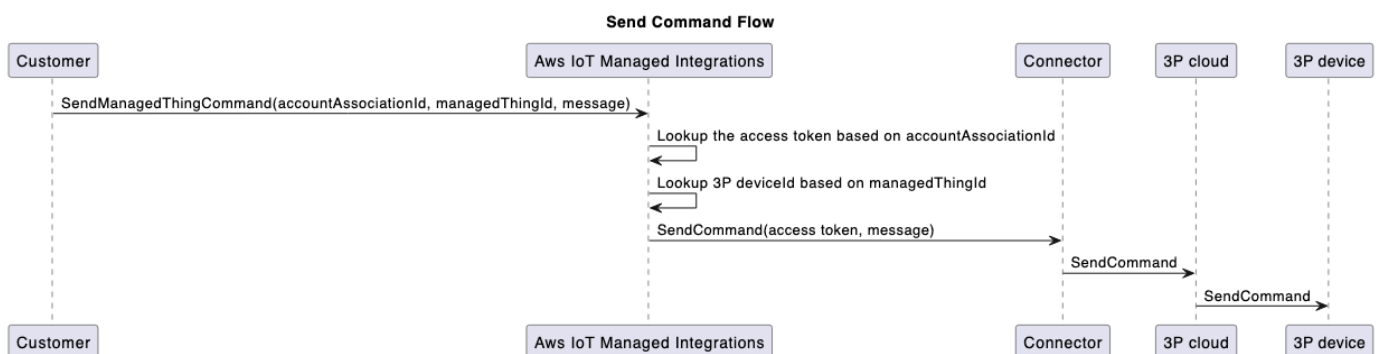 Send Command Flow
Customer
Aws IoT Managed Integrations
Connector
3P cloud
3P device
SendManagedThingCommand(accountAssociationId, managedThingId, message)
Lookup the access token based on accountAssociationId
Lookup 3P deviceId based on managedThingId
SendCommand(access token, message)
SendCommand
SendCommand
Customer
Aws IoT Managed Integrations
Connector
3P cloud
3P device